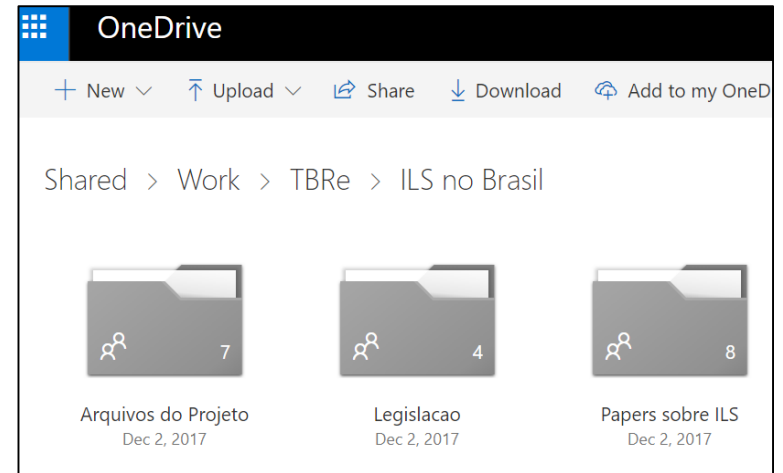 OneDrive
New Upload Share Download Add to my OneD
Shared > Work > TBRe > ILS no Brasil
7 4 8
Arquivos do Projeto Legislacao Papers sobre ILS
Dec 2, 2017 Dec 2, 2017 Dec 2, 2017